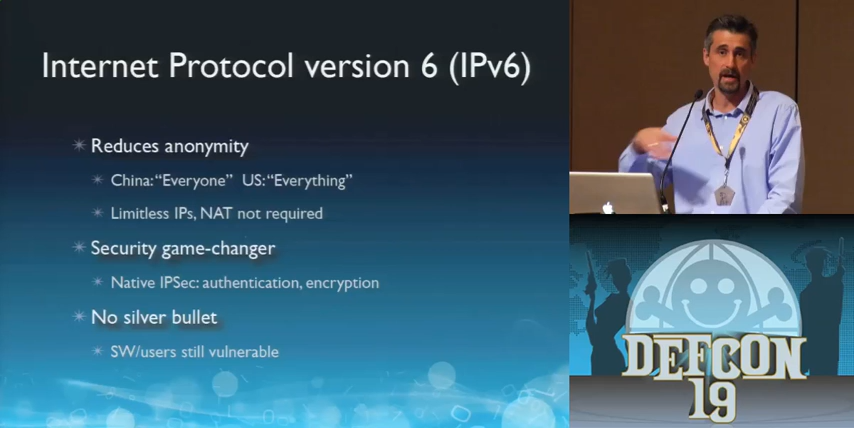 Internet Protocol version 6 (IPv6)
Reduces anonymity
China: “Everyone” US: “Everything”
Limitless IPs, NAT not required
Security game-changer
Native IPSec: authentication, encryption
No silver bullet
SW/users still vulnerable
DEFCON
19